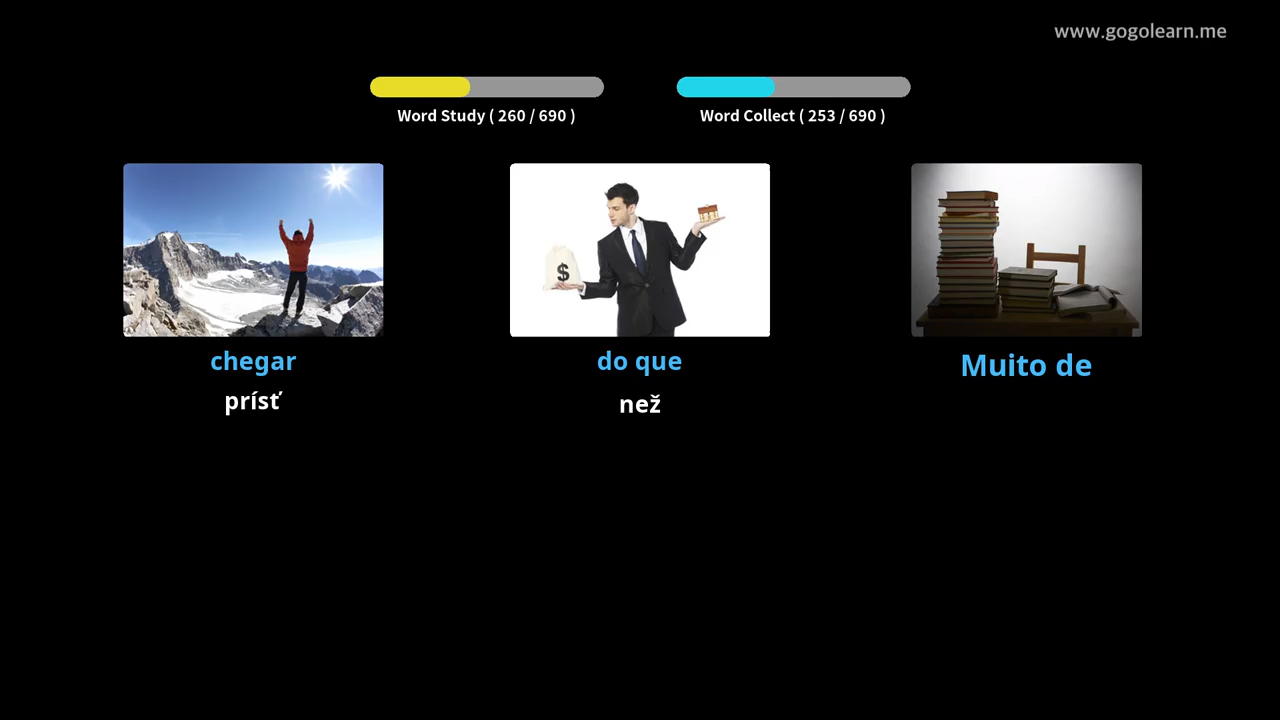 www.gogolearn.me
Word Study ( 260 / 690 )
Word Collect ( 253 / 690 )
$
chegar
do que
Muito de
prísť
než